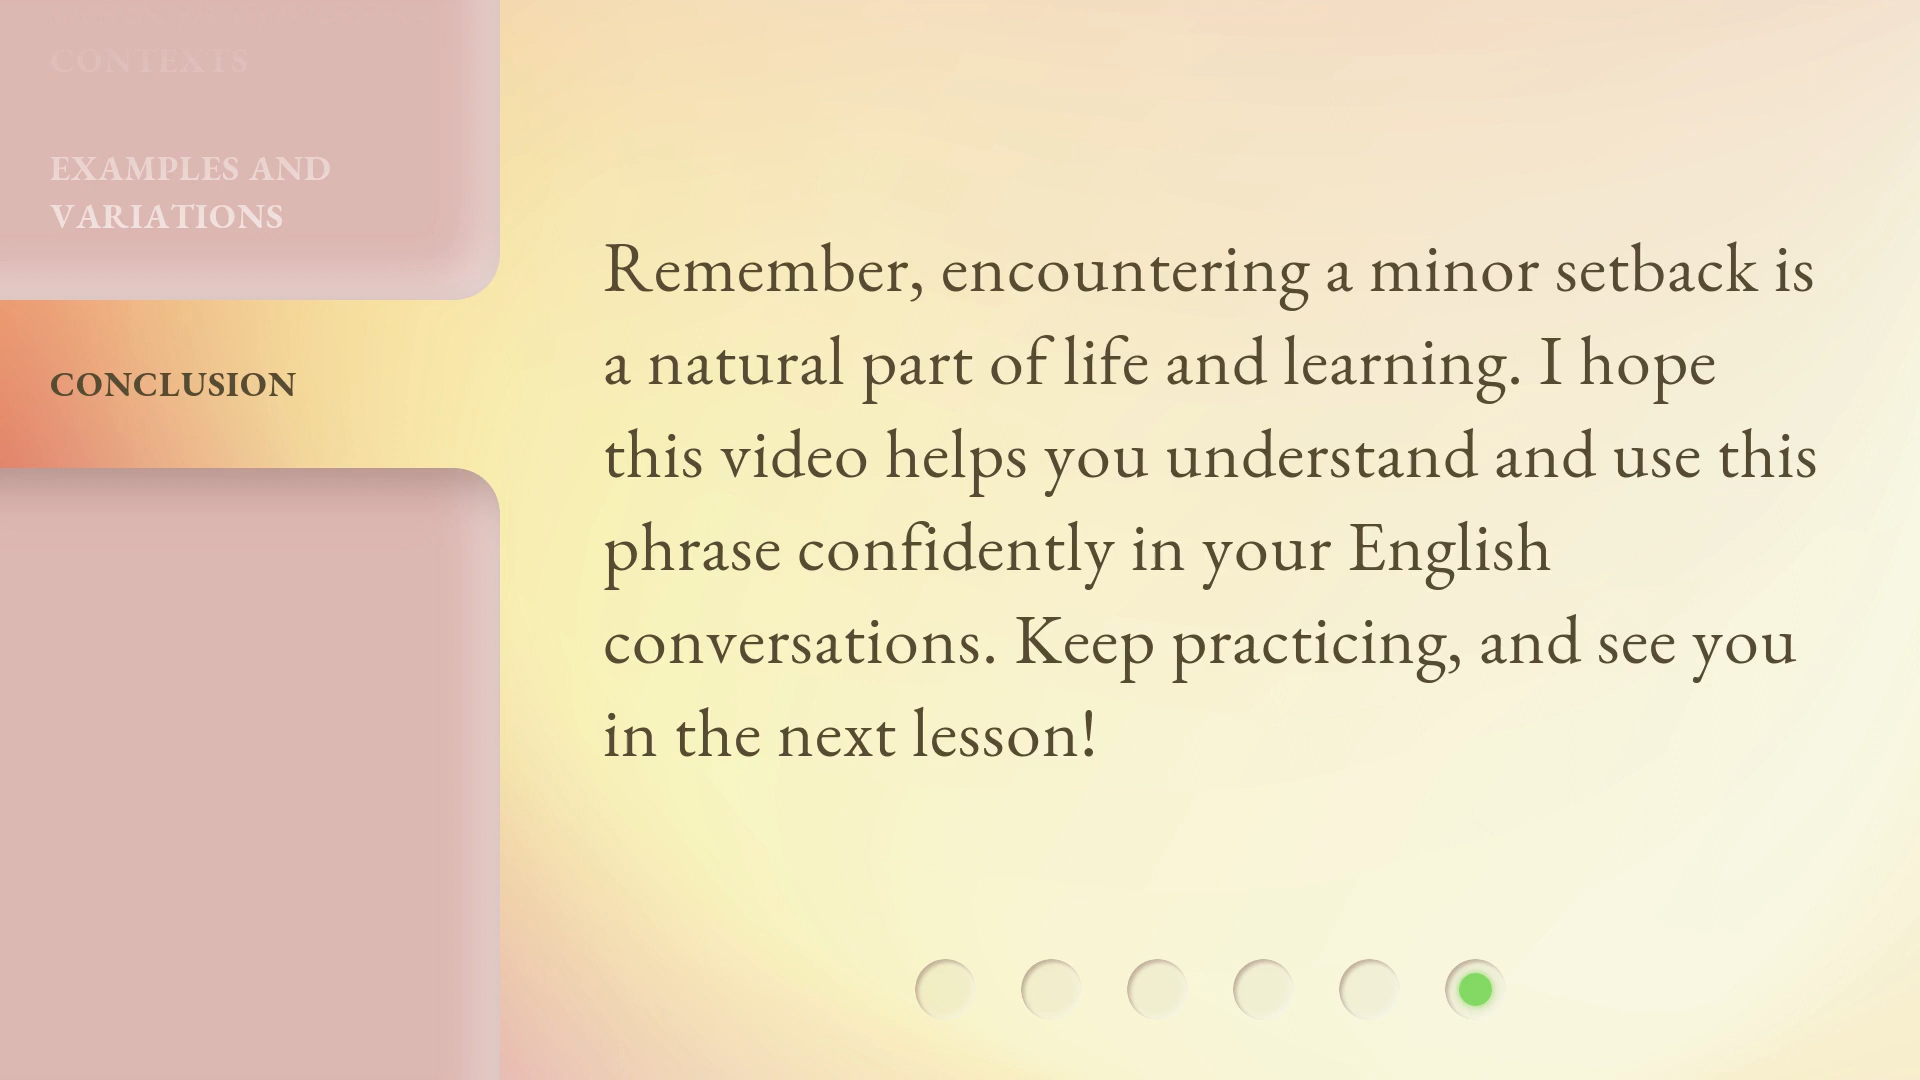 CONTEXTS
EXAMPLES AND
VARIATIONS
CONCLUSION
Remember, encountering a minor setback is
a natural part of life and learning. I hope
this video helps you understand and use this
phrase confidently in your English
conversations. Keep practicing, and see you
in the next lesson!